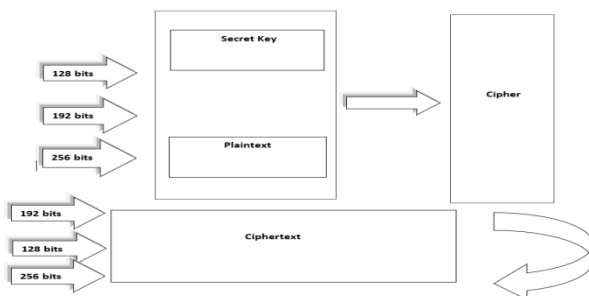 Secret Key
128 bits
Cipher
192 bits
Plaintext
256 bits
192 bits
Ciphertext
128 bits
256 bits